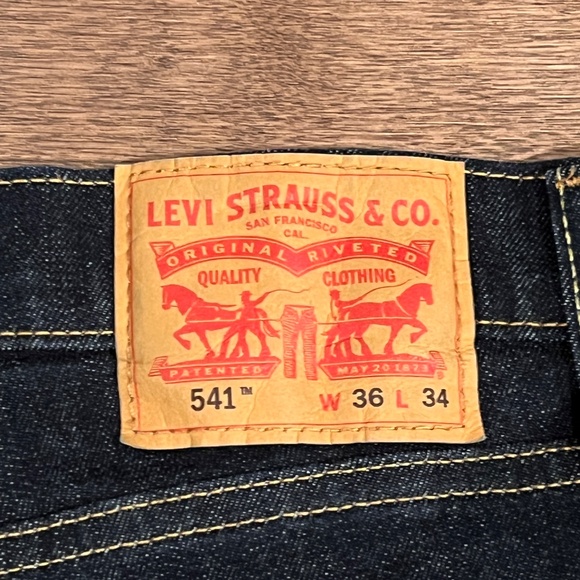 LEVI STRAUSS & CO.
SAN FRANCISCO
CAL.
ORIGINAL RIVETED
QUALITY CLOTHING
PATENTED MAY 20 1873
541™ W 36 L 34